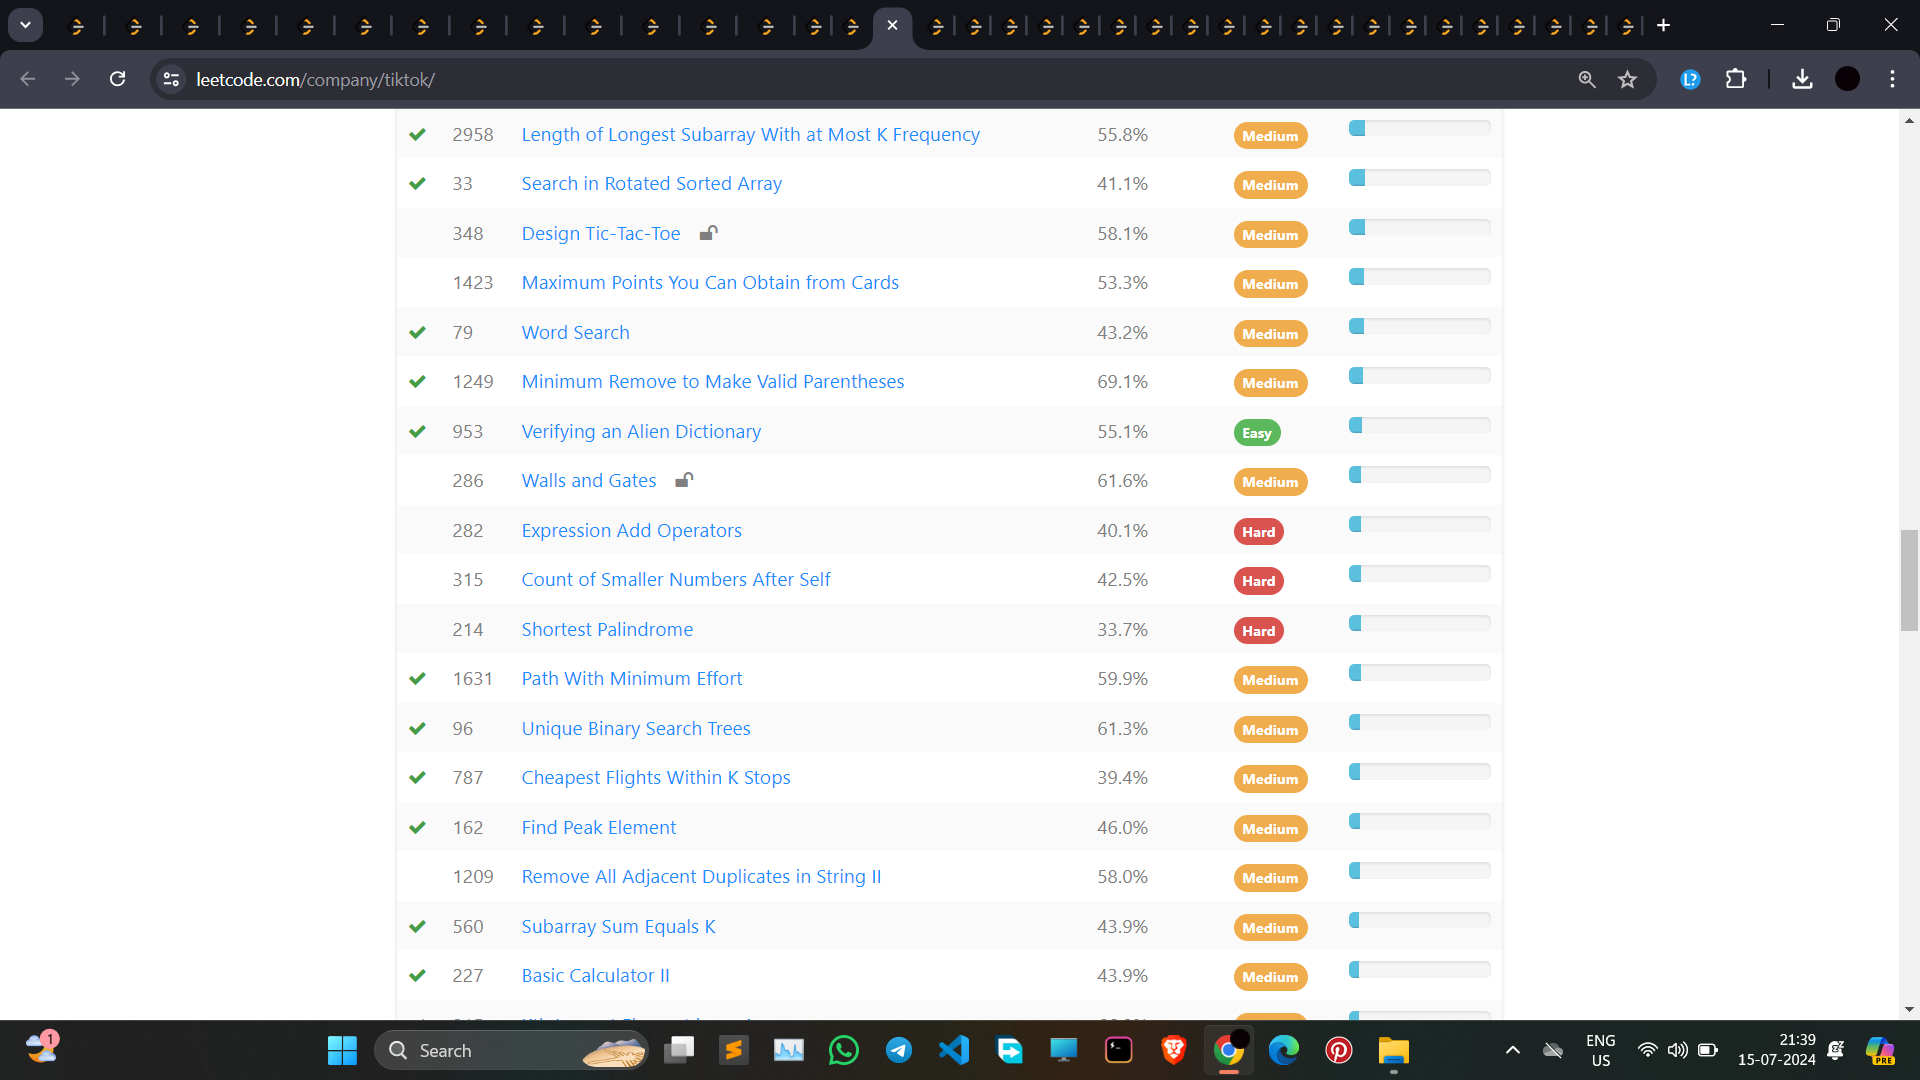 leetcode.com/company/tiktok/
2958 Length of Longest Subarray With at Most K Frequency 55.8% Medium
33 Search in Rotated Sorted Array 41.1% Medium
348 Design Tic-Tac-Toe 58.1% Medium
1423 Maximum Points You Can Obtain from Cards 53.3% Medium
79 Word Search 43.2% Medium
1249 Minimum Remove to Make Valid Parentheses 69.1% Medium
953 Verifying an Alien Dictionary 55.1% Easy
286 Walls and Gates 61.6% Medium
282 Expression Add Operators 40.1% Hard
315 Count of Smaller Numbers After Self 42.5% Hard
214 Shortest Palindrome 33.7% Hard
1631 Path With Minimum Effort 59.9% Medium
96 Unique Binary Search Trees 61.3% Medium
787 Cheapest Flights Within K Stops 39.4% Medium
162 Find Peak Element 46.0% Medium
1209 Remove All Adjacent Duplicates in String II 58.0% Medium
560 Subarray Sum Equals K 43.9% Medium
227 Basic Calculator II 43.9% Medium
1
Search
ENG
US
21:39
15-07-2024
PRE